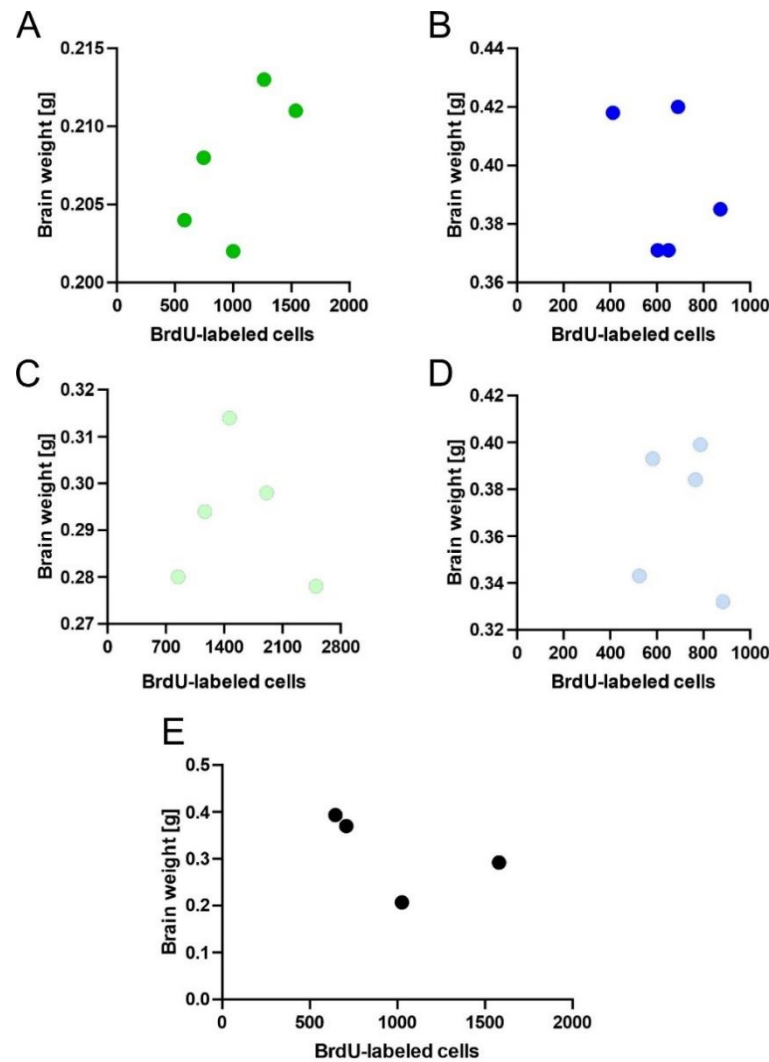 A
Brain weight [g]
0.215
0.210
0.205
0.200
0 500 1000 1500 2000
BrdU-labeled cells
B
Brain weight [g]
0.44
0.42
0.40
0.38
0.36
0 200 400 600 800 1000
BrdU-labeled cells
C
Brain weight [g]
0.32
0.31
0.30
0.29
0.28
0.27
0 700 1400 2100 2800
BrdU-labeled cells
D
Brain weight [g]
0.42
0.40
0.38
0.36
0.34
0.32
0 200 400 600 800 1000
BrdU-labeled cells
E
Brain weight [g]
0.5
0.4
0.3
0.2
0.1
0.0
0 500 1000 1500 2000
BrdU-labeled cells